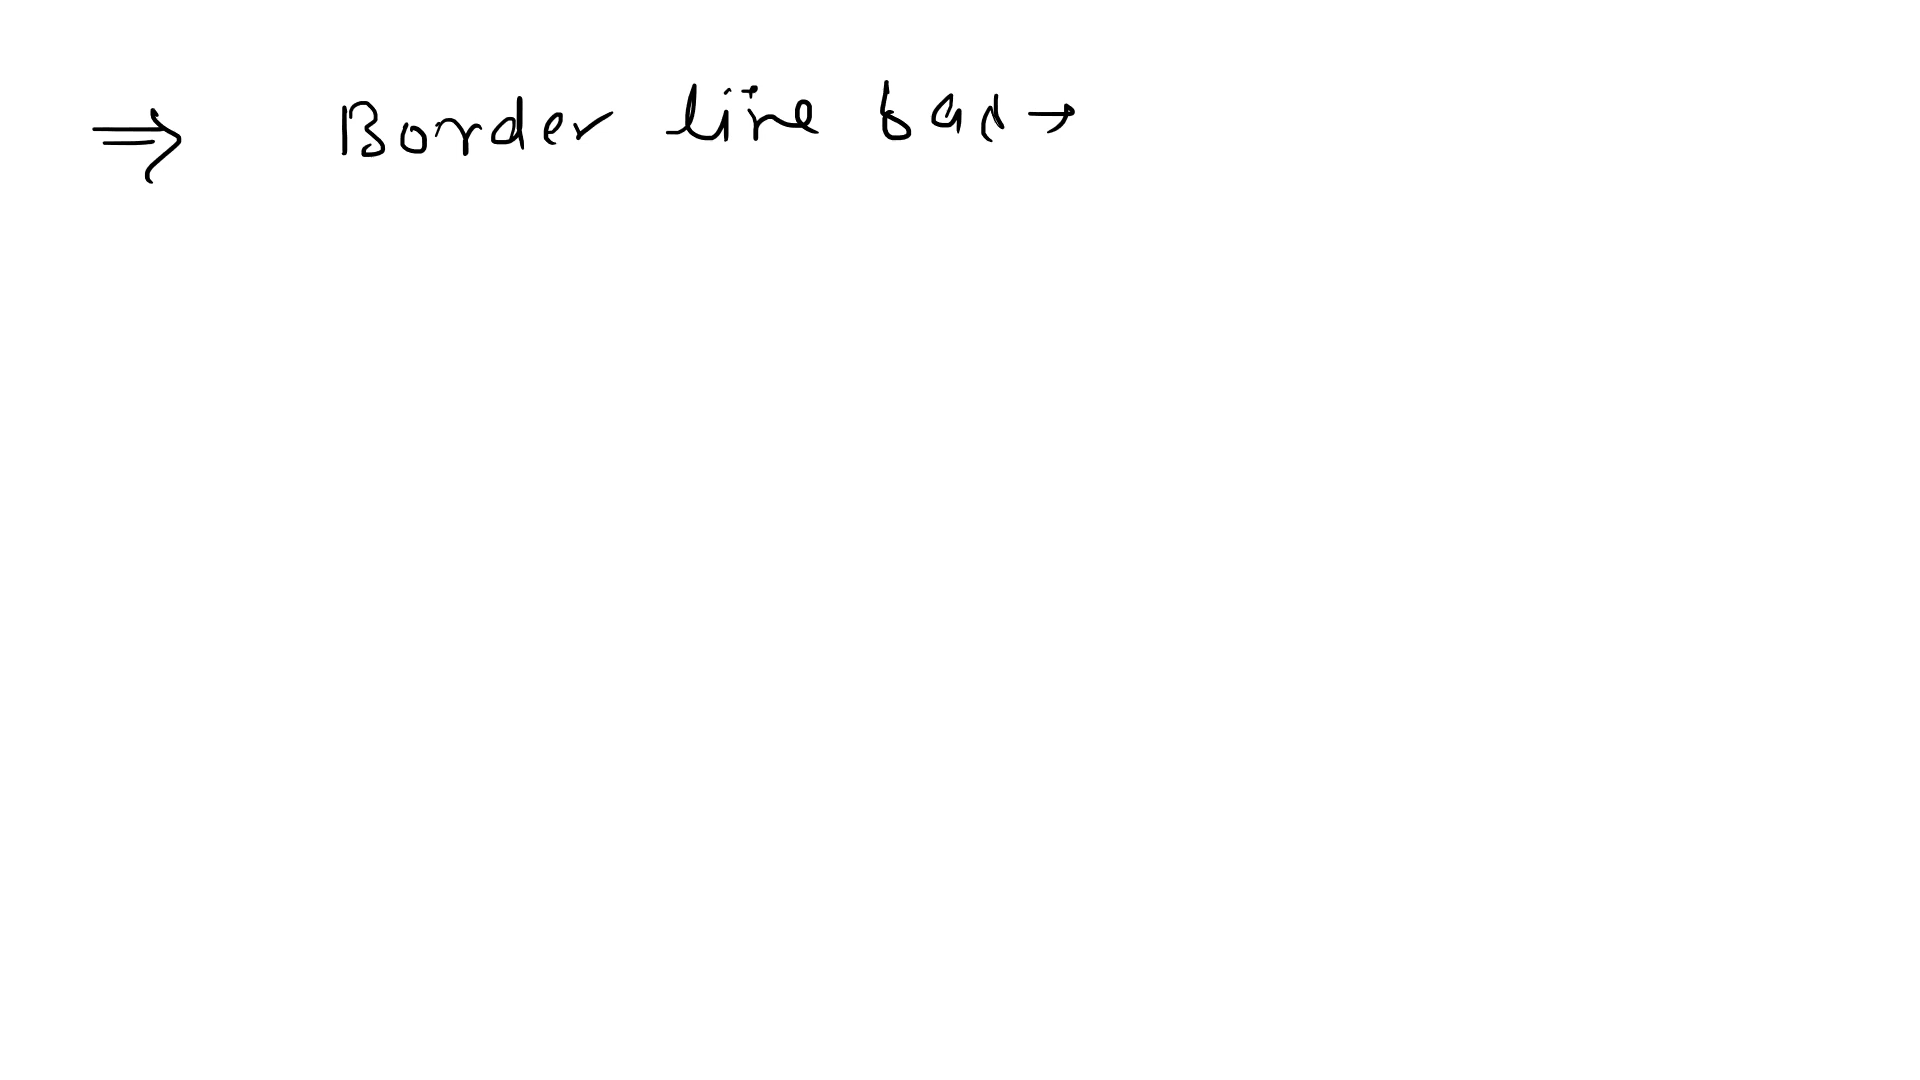 ⇒ Border line bad →